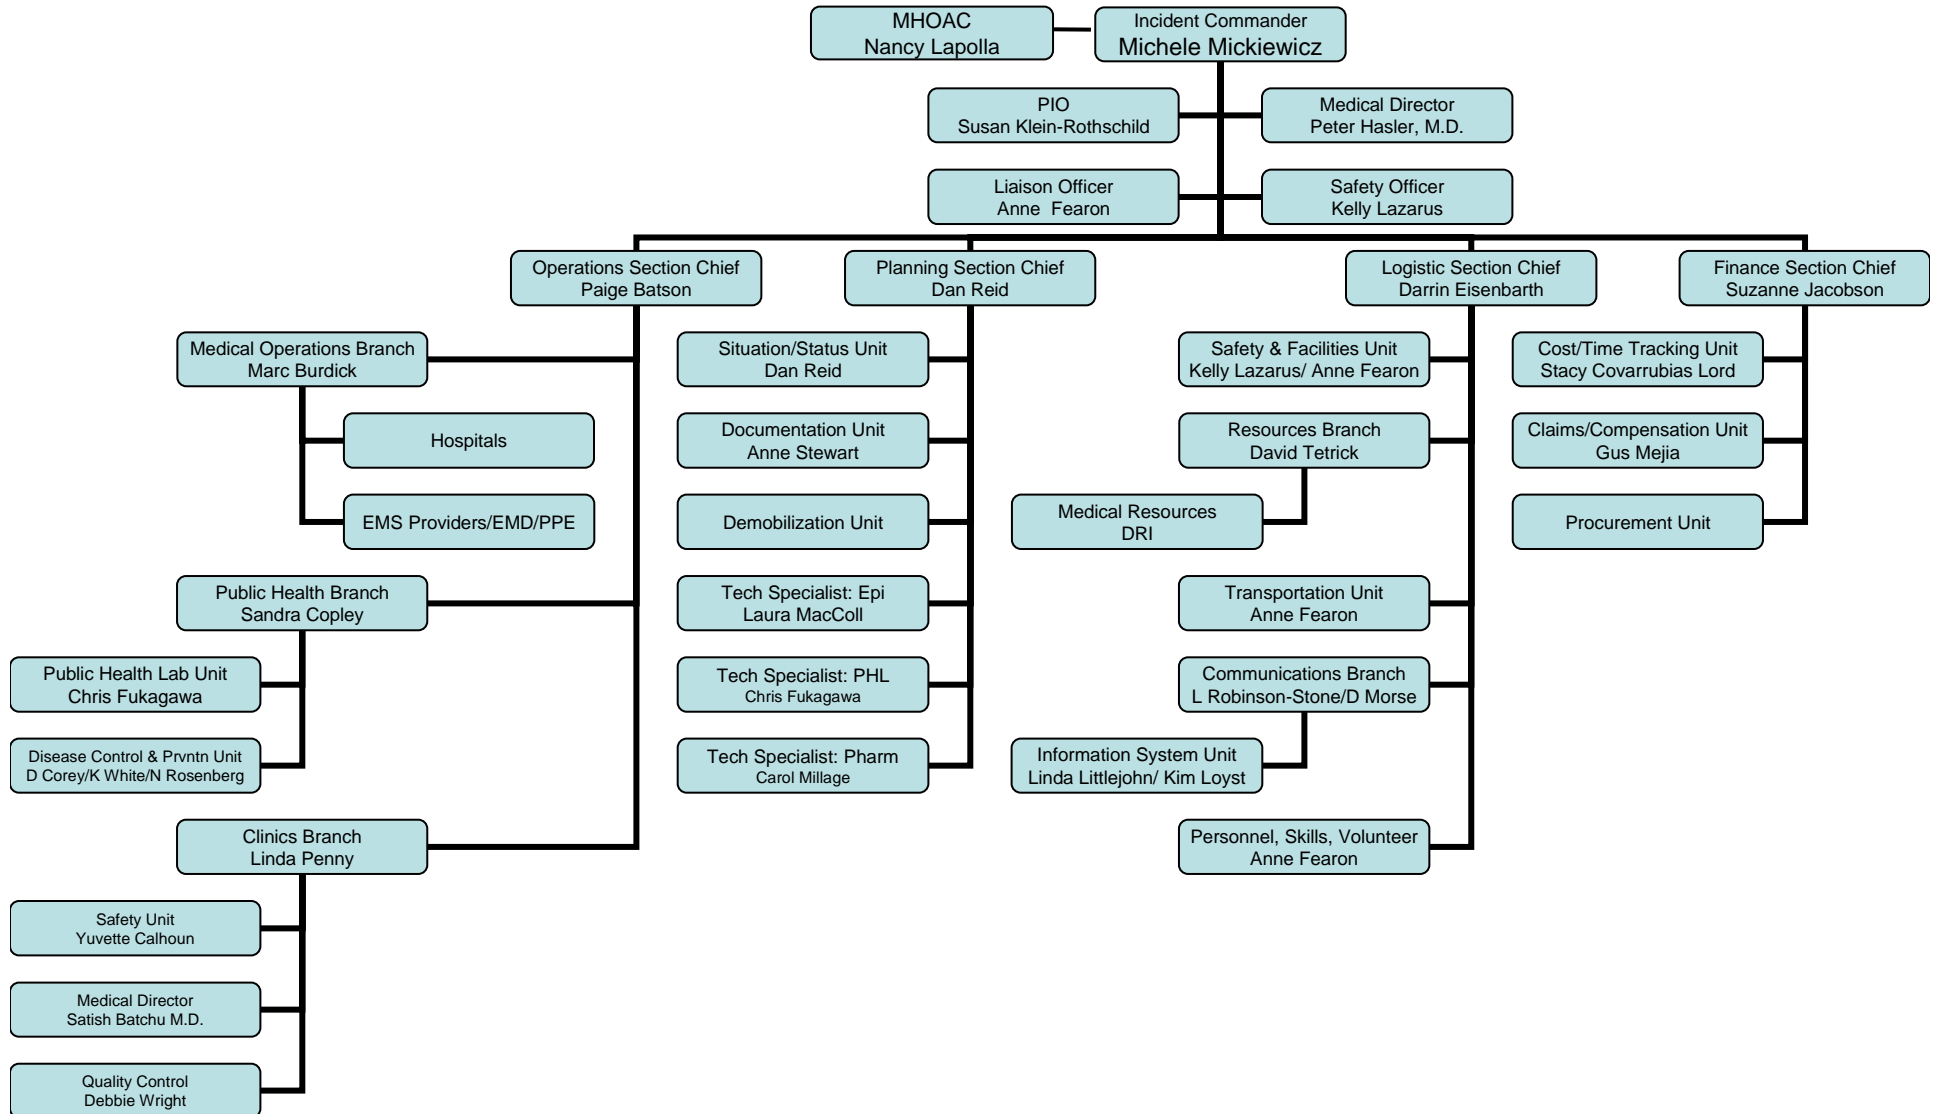 MHOAC
Nancy Lapolla
Incident Commander
Michele Mickiewicz
PIO
Susan Klein-Rothschild
Medical Director
Peter Hasler, M.D.
Liaison Officer
Anne Fearon
Safety Officer
Kelly Lazarus
Operations Section Chief
Paige Batson
Planning Section Chief
Dan Reid
Logistic Section Chief
Darrin Eisenbarth
Finance Section Chief
Suzanne Jacobson
Medical Operations Branch
Marc Burdick
Hospitals
EMS Providers/EMD/PPE
Public Health Branch
Sandra Copley
Public Health Lab Unit
Chris Fukagawa
Disease Control & Prvntn Unit
D Corey/K White/N Rosenberg
Clinics Branch
Linda Penny
Safety Unit
Yuvette Calhoun
Medical Director
Satish Batchu M.D.
Quality Control
Debbie Wright
Situation/Status Unit
Dan Reid
Documentation Unit
Anne Stewart
Demobilization Unit
Tech Specialist: Epi
Laura MacColl
Tech Specialist: PHL
Chris Fukagawa
Tech Specialist: Pharm
Carol Millage
Safety & Facilities Unit
Kelly Lazarus/ Anne Fearon
Resources Branch
David Tetrick
Medical Resources
DRI
Transportation Unit
Anne Fearon
Communications Branch
L Robinson-Stone/D Morse
Information System Unit
Linda Littlejohn/ Kim Loyst
Personnel, Skills, Volunteer
Anne Fearon
Cost/Time Tracking Unit
Stacy Covarrubias Lord
Claims/Compensation Unit
Gus Mejia
Procurement Unit